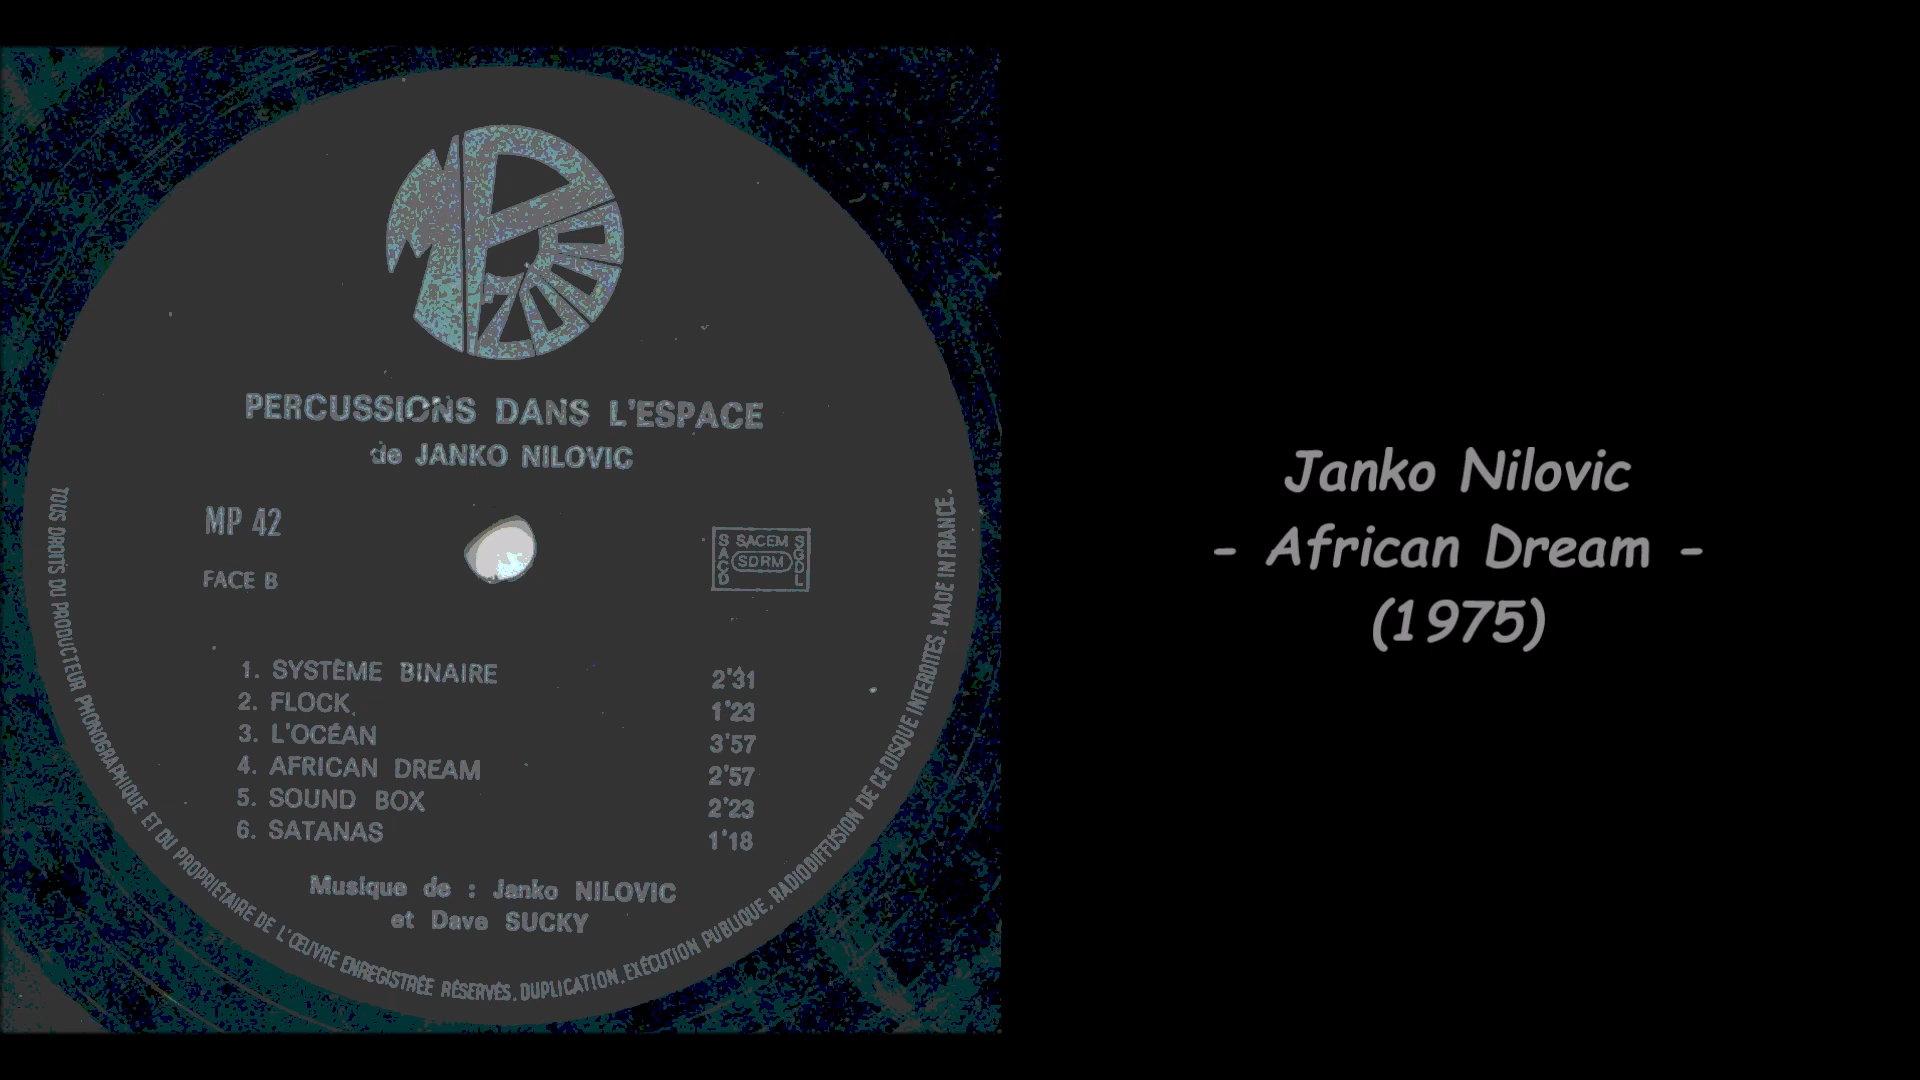 PERCUSSIONS DANS L'ESPACE
de JANKO NILOVIC
MP 42
FACE B
SACEM
SACD
SDRM
SGDL
1. SYSTÈME BINAIRE 2'31
2. FLOCK 1'23
3. L'OCÉAN 3'57
4. AFRICAN DREAM 2'57
5. SOUND BOX 2'23
6. SATANAS 1'18
Musique de : Janko NILOVIC
et Dave SUCKY
TOUS DROITS DU PRODUCTEUR PHONOGRAPHIQUE ET DU PROPRIÉTAIRE DE L'ŒUVRE ENREGISTRÉE RÉSERVÉS. DUPLICATION. EXÉCUTION PUBLIQUE. RADIODIFFUSION DE CE DISQUE INTERDITES. MADE IN FRANCE.
Janko Nilovic
- African Dream -
(1975)